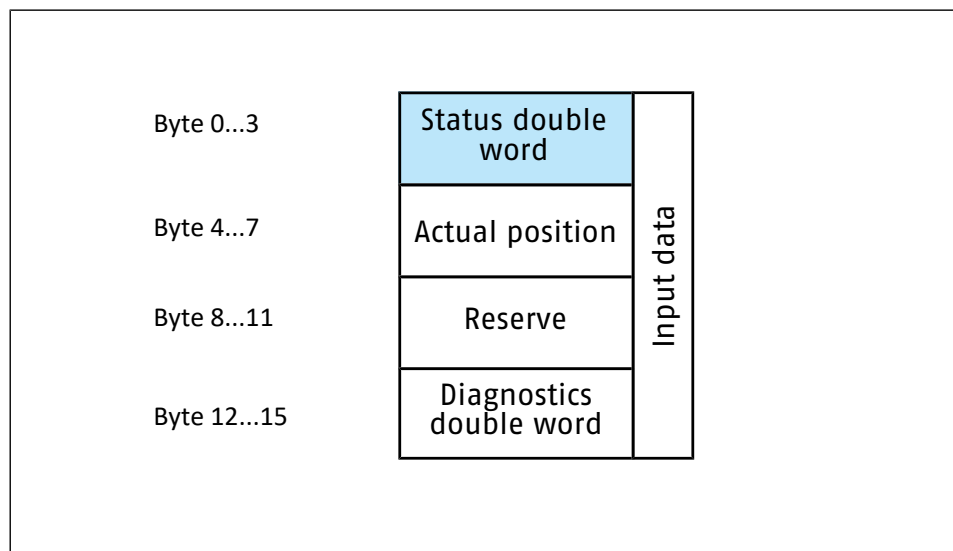 Byte 0...3
Status double
word
Byte 4...7
Actual position
Byte 8...11
Reserve
Byte 12...15
Diagnostics
double word
Input data